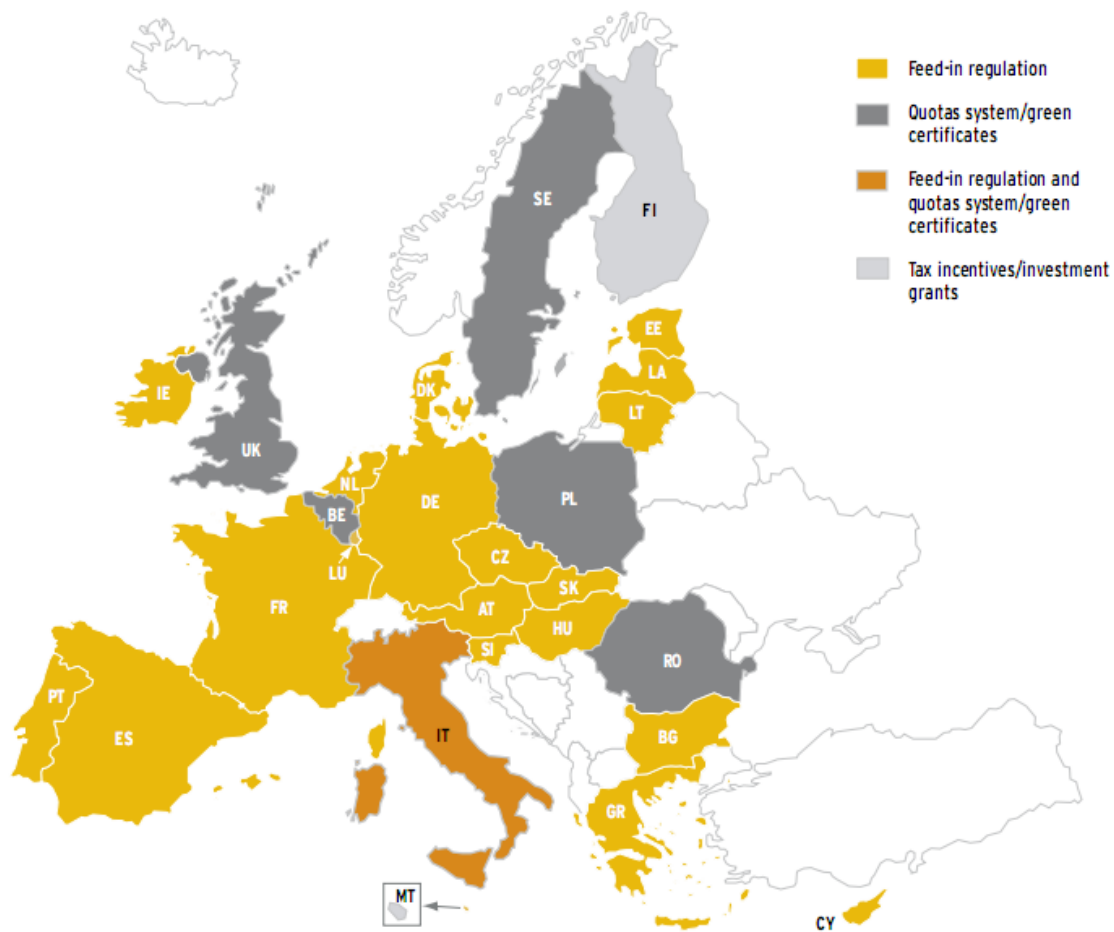 Feed-in regulation
Quotas system/green
certificates
Feed-in regulation and
quotas system/green
certificates
Tax incentives/investment
grants
SE
FI
EE
LA
LT
DK
IE
UK
NL
BE
DE
PL
LU
CZ
SK
FR
AT
HU
SI
RO
PT
ES
IT
BG
GR
MT
CY